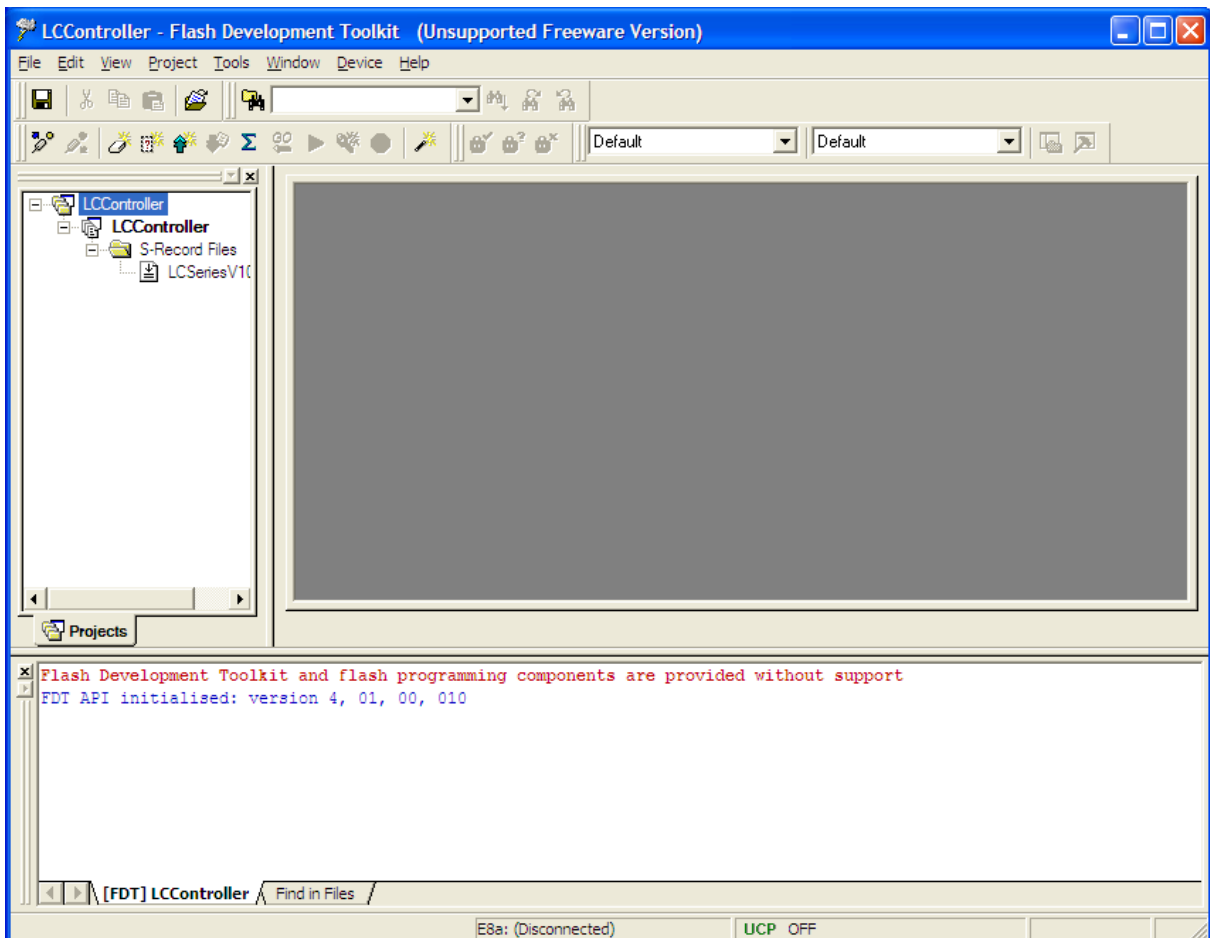 LCController - Flash Development Toolkit (Unsupported Freeware Version)
File Edit View Project Tools Window Device Help
Default Default
LCController
LCController
S-Record Files
LCSeriesV10
Projects
Flash Development Toolkit and flash programming components are provided without support
FDT API initialised: version 4, 01, 00, 010
[FDT] LCController Find in Files
E8a: (Disconnected) UCP OFF